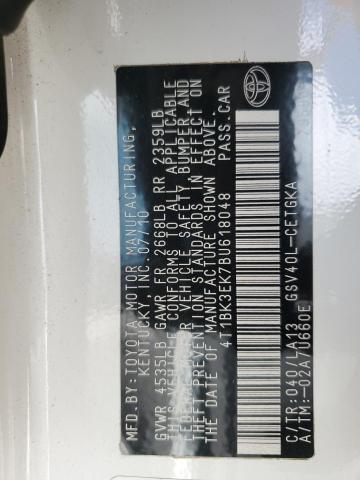 MFD.BY:TOYOTA MOTOR MANUFACTURING,
KENTUCKY, INC. 07/10
GVWR 4535LB GAWR FR 2668LB RR 2359LB
THIS VEHICLE CONFORMS TO ALL APPLICABLE
FEDERAL MOTOR VEHICLE SAFETY, BUMPER AND
THEFT PREVENTION STANDARDS IN EFFECT ON
THE DATE OF MANUFACTURE SHOWN ABOVE.
4T1BK3EK7BU618048 PASS.CAR
C/TR:040/LA13 GSV40L-CETGKA
A/TM:-02A/U660E